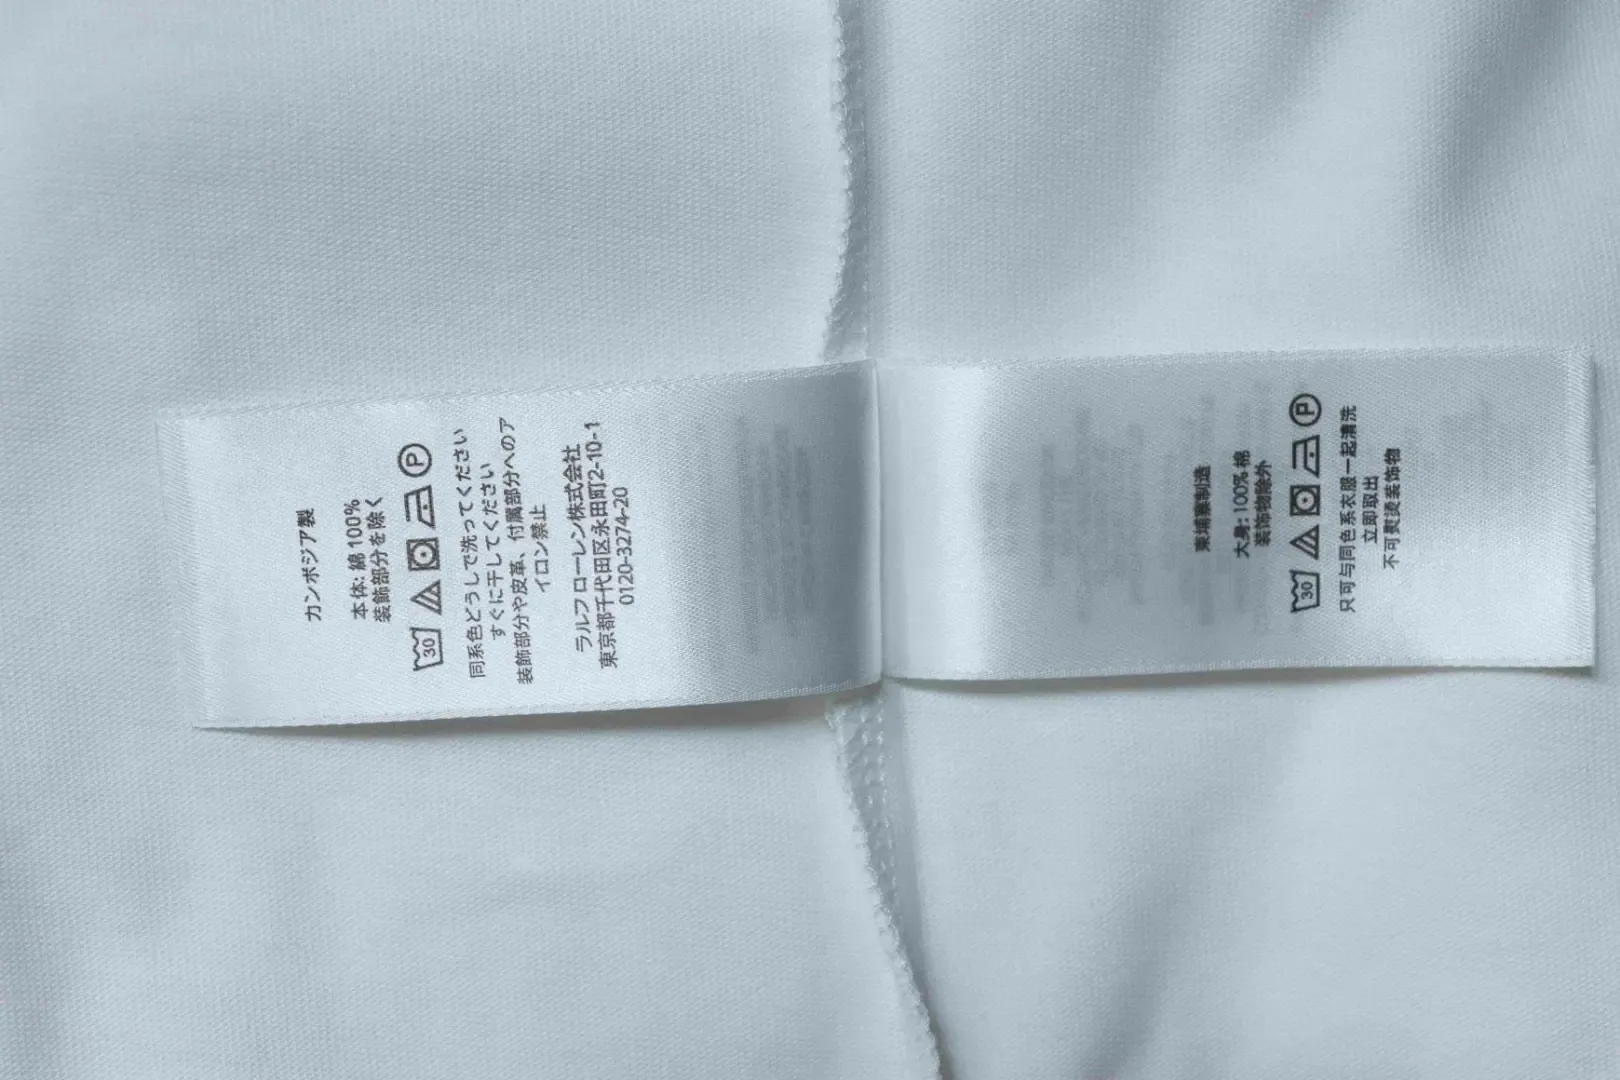 カンボジア製
本体: 綿 100%
装飾部分を除く
30 P
同系色どうしで洗ってください
すぐに干してください
装飾部分や皮革、付属部分へのア
イロン禁止
ラルフ ローレン株式会社
東京都千代田区永田町2-10-1
0120-3274-20
柬埔寨制造
大身: 100% 棉
装饰物除外
30 P
只可与同色系衣服一起清洗
立即取出
不可熨烫装饰物